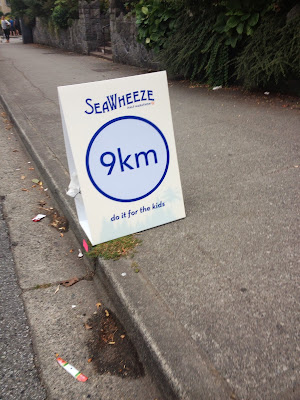 SEAWHEEZE
9km
do it for the kids